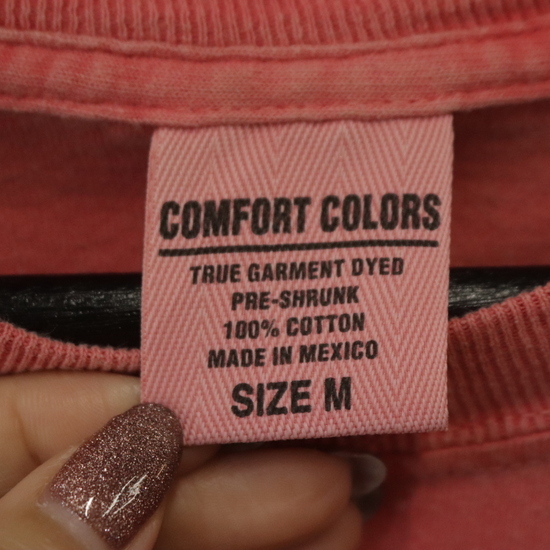 COMFORT COLORS
TRUE GARMENT DYED
PRE-SHRUNK
100% COTTON
MADE IN MEXICO
SIZE M